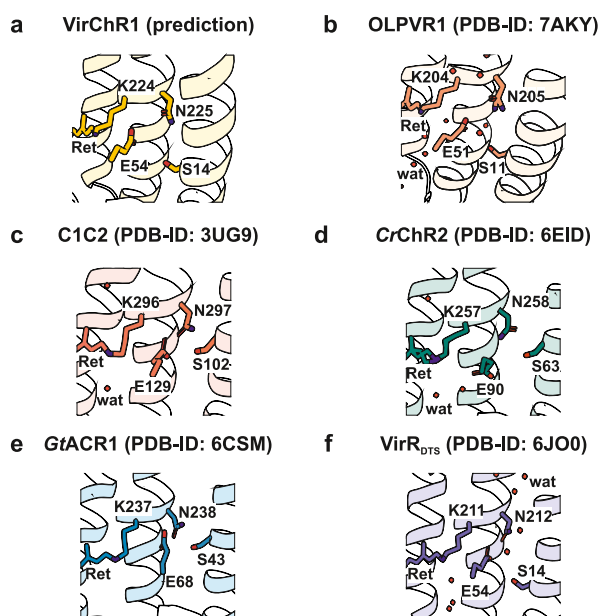 a VirChR1 (prediction)
b OLPVR1 (PDB-ID: 7AKY)
K224
N225
Ret
E54
S14
K204
N205
Ret
E51
S11
wat
c C1C2 (PDB-ID: 3UG9)
d CrChR2 (PDB-ID: 6EID)
K296
N297
Ret
S102
wat
E129
K257
N258
Ret
S63
E90
wat
e GtACR1 (PDB-ID: 6CSM)
f VirRDTS (PDB-ID: 6JO0)
K237
N238
S43
Ret
E68
wat
K211
N212
Ret
S14
E54